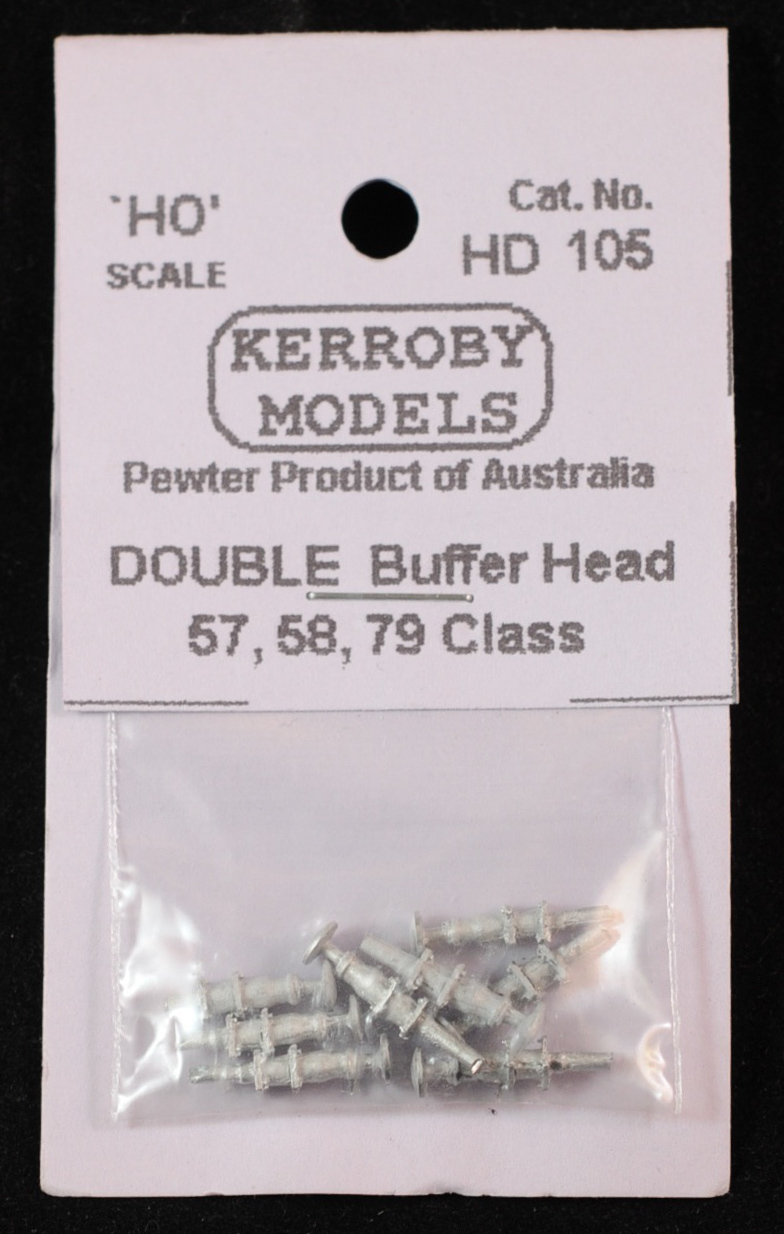 `HO'
SCALE
Cat. No.
HD 105
KERROBY
MODELS
Pewter Product of Australia
DOUBLE Buffer Head
57, 58, 79 Class